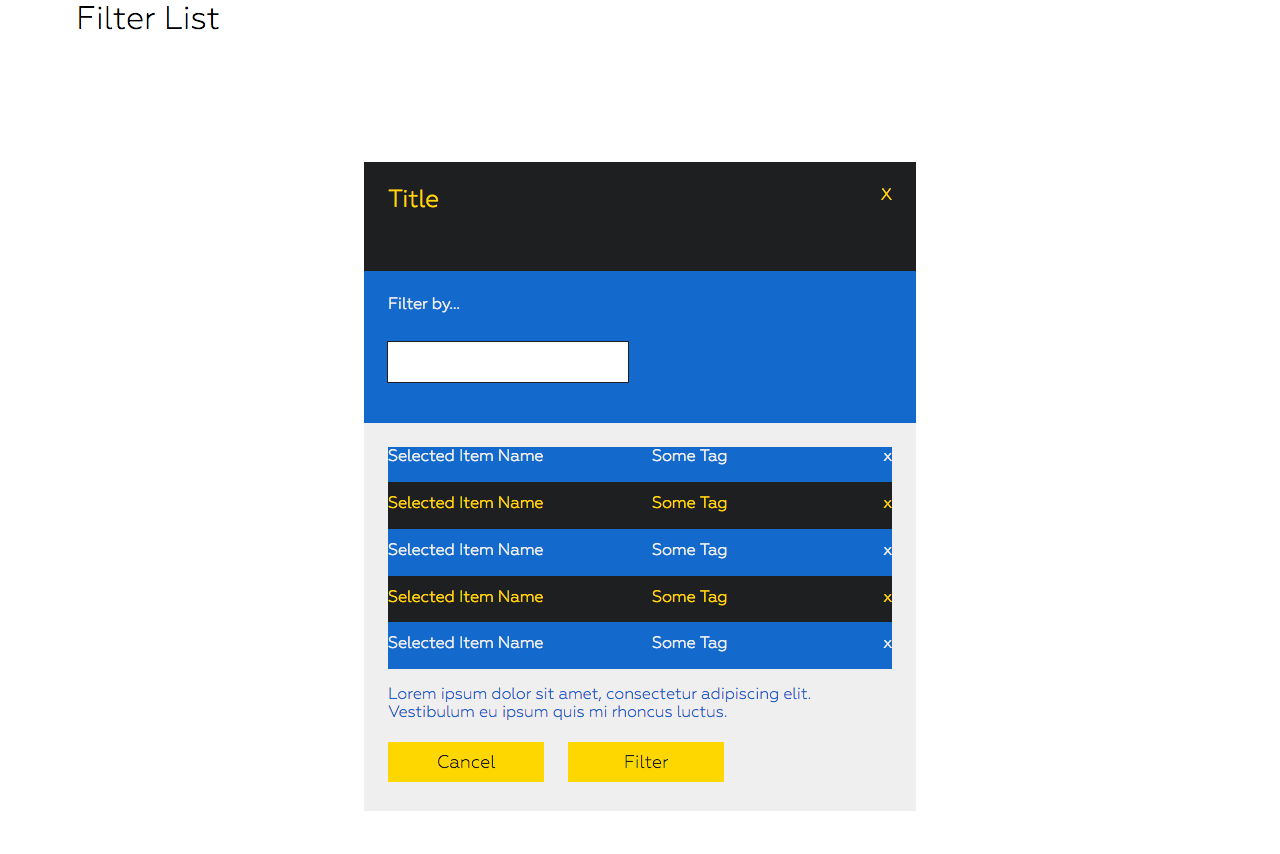 Filter List
Title X
Filter by...
Selected Item Name Some Tag x
Selected Item Name Some Tag x
Selected Item Name Some Tag x
Selected Item Name Some Tag x
Selected Item Name Some Tag x
Lorem ipsum dolor sit amet, consectetur adipiscing elit.
Vestibulum eu ipsum quis mi rhoncus luctus.
Cancel Filter